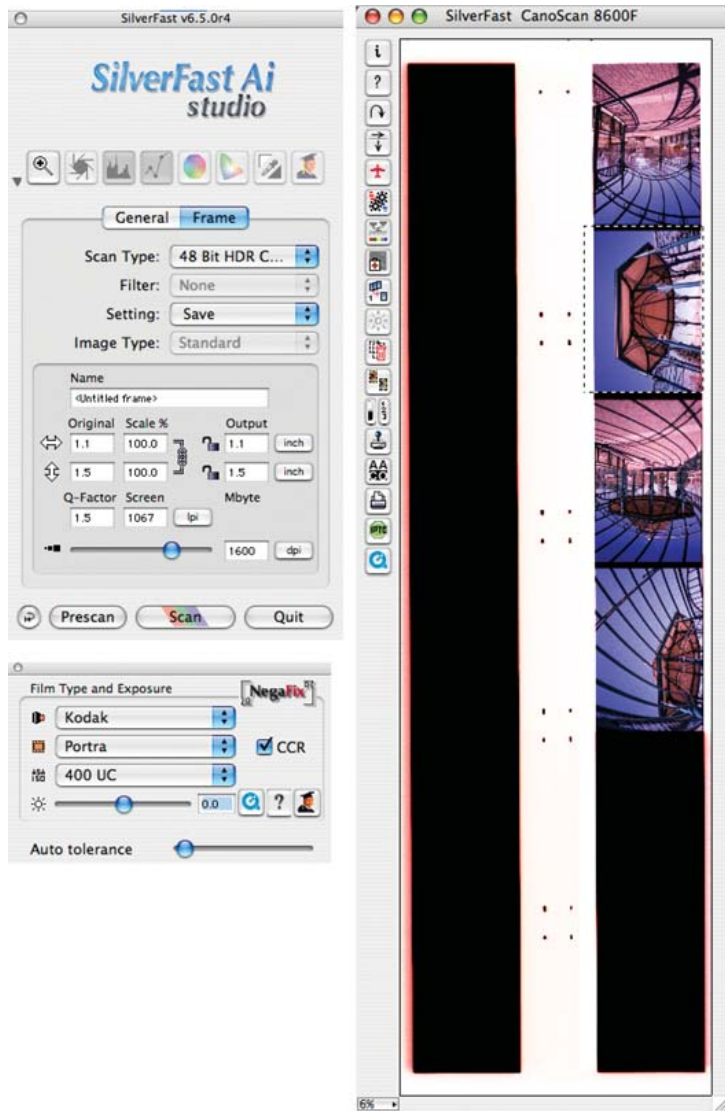 SilverFast v6.5.0r4
SilverFast Ai
studio
General Frame
Scan Type: 48 Bit HDR C...
Filter: None
Setting: Save
Image Type: Standard
Name
<Untitled frame>
Original Scale % Output
1.1 100.0 1.1 inch
1.5 100.0 1.5 inch
Q-Factor Screen Mbyte
1.5 1067 lpi
1600 dpi
Prescan Scan Quit
Film Type and Exposure NegaFix
Kodak
Portra CCR
400 UC
0.0 ?
Auto tolerance
SilverFast CanoScan 8600F
i
?
IPTC
6%